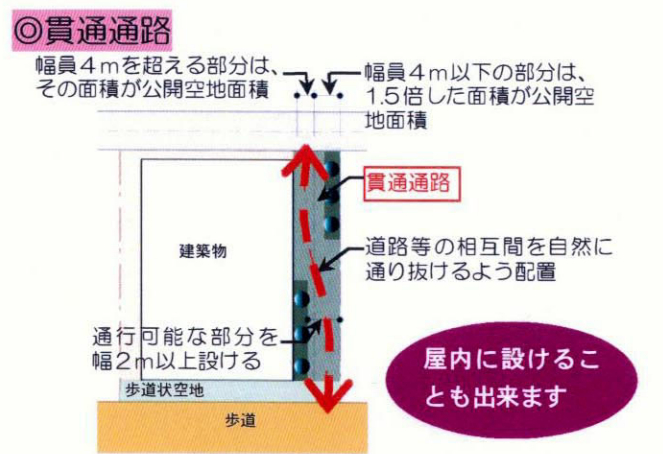 ◎貫通通路
幅員4mを超える部分は、
その面積が公開空地面積
幅員4m以下の部分は、
1.5倍した面積が公開空
地面積
貫通通路
建築物
道路等の相互間を自然に
通り抜けるよう配置
通行可能な部分を
幅2m以上設ける
屋内に設けるこ
とも出来ます
歩道状空地
歩道